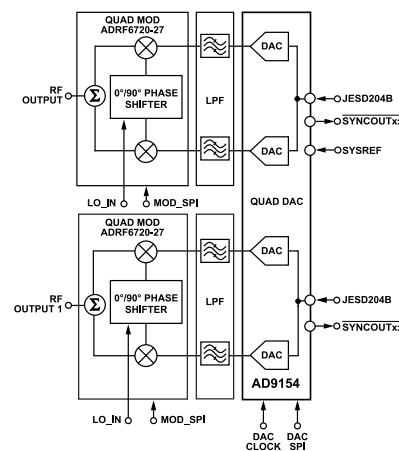 QUAD MOD
ADRF6720-27
DAC
RF
OUTPUT
Σ
0°/90° PHASE
SHIFTER
LPF
JESD204B
SYNCOUTx±
SYSREF
DAC
LO_IN
MOD_SPI
QUAD DAC
QUAD MOD
ADRF6720-27
DAC
RF
OUTPUT 1
Σ
0°/90° PHASE
SHIFTER
LPF
JESD204B
SYNCOUTx±
DAC
AD9154
LO_IN
MOD_SPI
DAC
CLOCK
DAC
SPI